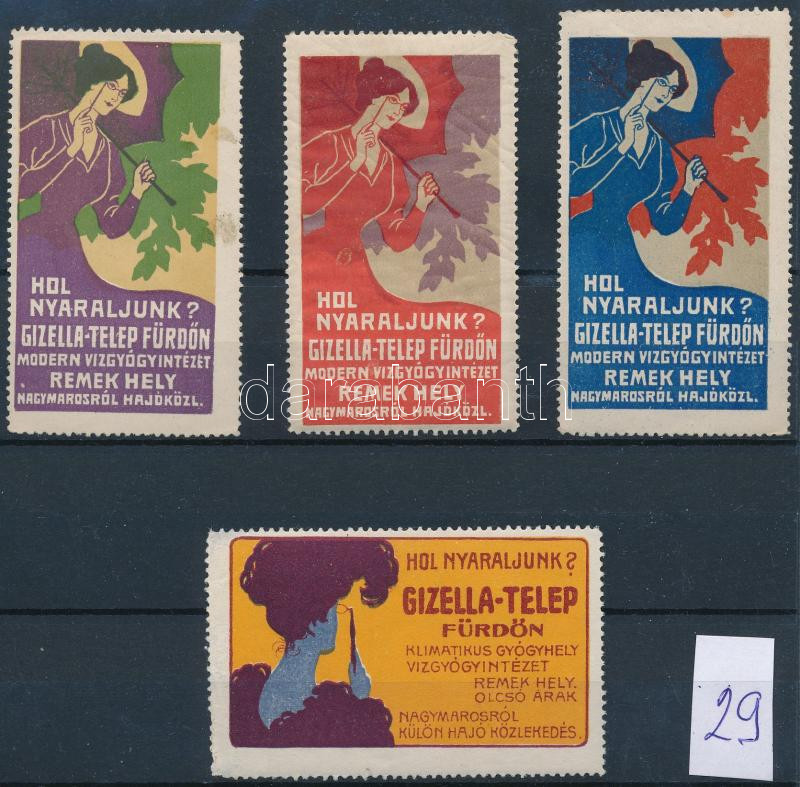 HOL
NYARALJUNK?
GIZELLA-TELEP FÜRDŐN
MODERN VIZGYÓGYINTÉZET
REMEK HELY
NAGYMAROSRÓL HAJÓKÖZL.
HOL
NYARALJUNK?
GIZELLA-TELEP FÜRDŐN
MODERN VIZGYÓGYINTÉZET
REMEK HELY
NAGYMAROSRÓL HAJÓKÖZL.
HOL
NYARALJUNK?
GIZELLA-TELEP FÜRDŐN
MODERN VIZGYÓGYINTÉZET
REMEK HELY
NAGYMAROSRÓL HAJÓKÖZL.
darabanth
HOL NYARALJUNK?
GIZELLA-TELEP
FÜRDŐN
KLIMATIKUS GYÓGYHELY
VIZGYÓGYINTÉZET
REMEK HELY.
OLCSÓ ÁRAK
NAGYMAROSRÓL
KÜLÖN HAJÓ KÖZLEKEDÉS.
29